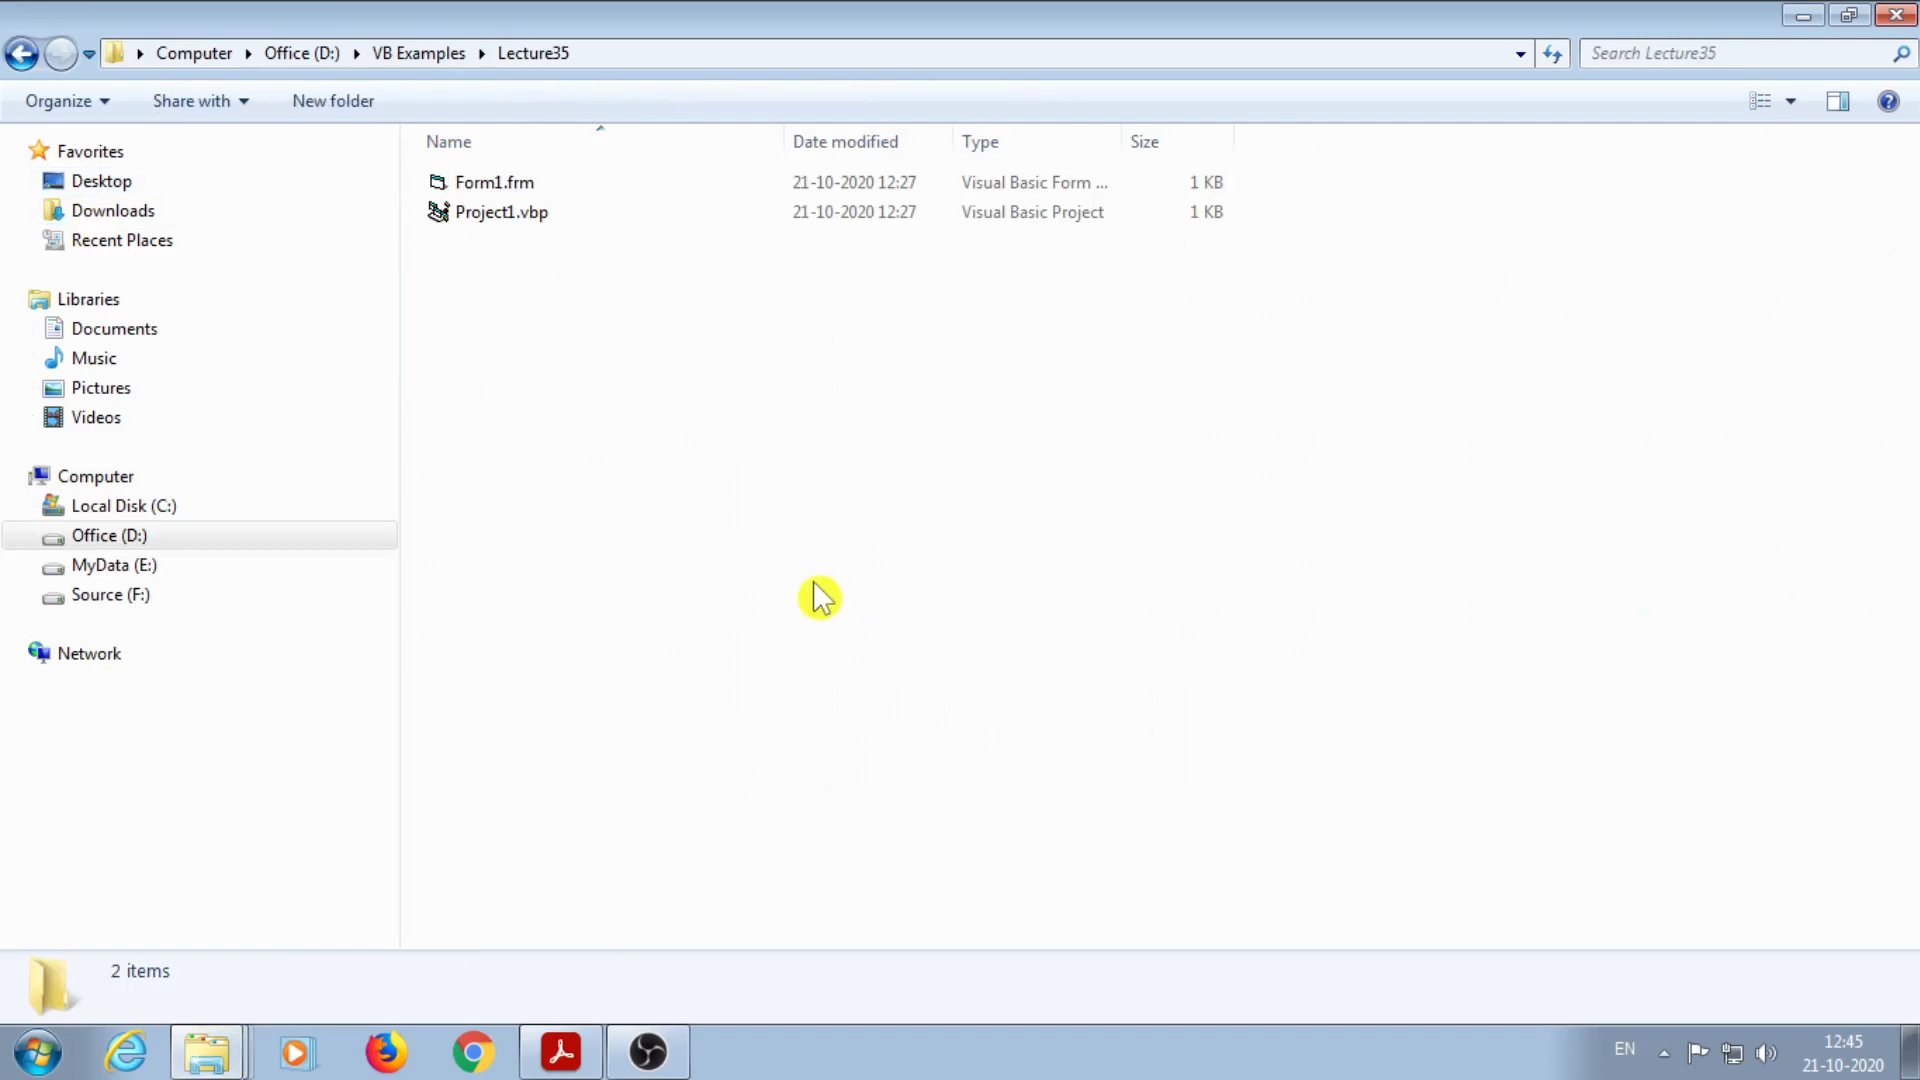 Computer Office (D:) VB Examples Lecture35
Search Lecture35
Organize Share with New folder
Favorites
Desktop
Downloads
Recent Places
Libraries
Documents
Music
Pictures
Videos
Computer
Local Disk (C:)
Office (D:)
MyData (E:)
Source (F:)
Network
Name Date modified Type Size
Form1.frm 21-10-2020 12:27 Visual Basic Form ... 1 KB
Project1.vbp 21-10-2020 12:27 Visual Basic Project 1 KB
2 items
EN
12:45
21-10-2020